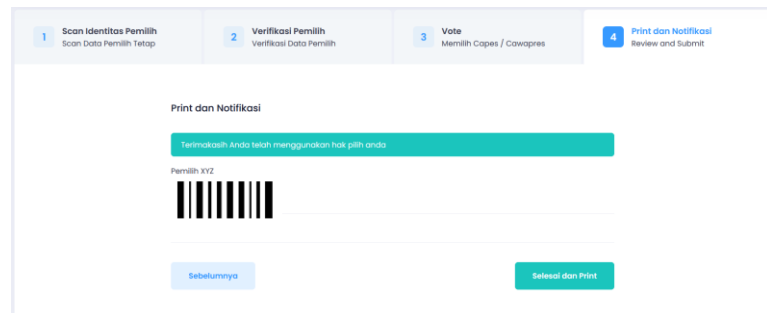 1 Scan Identitas Pemilih
Scan Data Pemilih Tetap
2 Verifikasi Pemilih
Verifikasi Data Pemilih
3 Vote
Memilih Capes / Cawapres
4 Print dan Notifikasi
Review and Submit
Print dan Notifikasi
Terimakasih Anda telah menggunakan hak pilih anda
Pemilih XYZ
Sebelumnya
Selesai dan Print